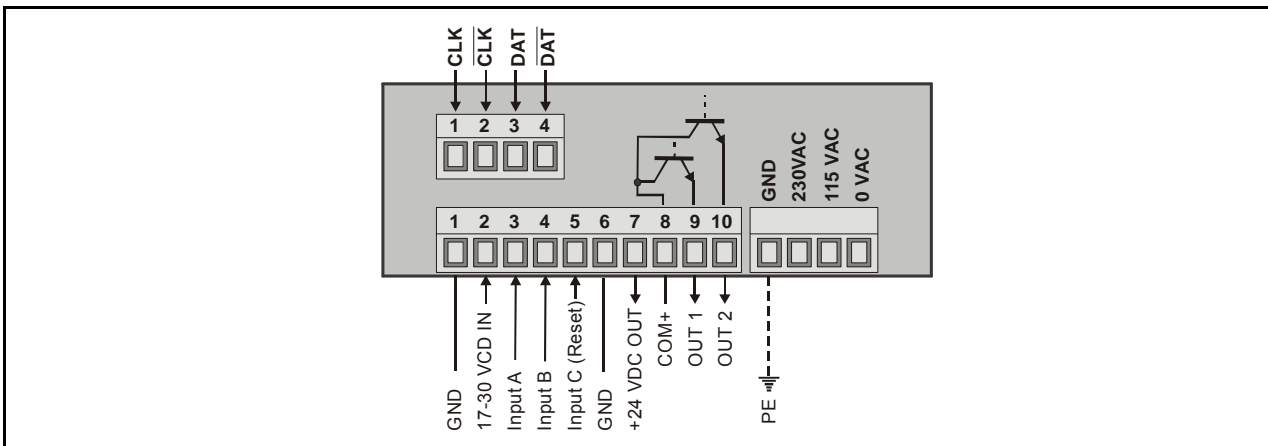 CLK
CLK
DAT
DAT
1 2 3 4
GND
230VAC
115 VAC
0 VAC
1 2 3 4 5 6 7 8 9 10
GND
17-30 VCD IN
Input A
Input B
Input C (Reset)
GND
+24 VDC OUT
COM+
OUT 1
OUT 2
PE